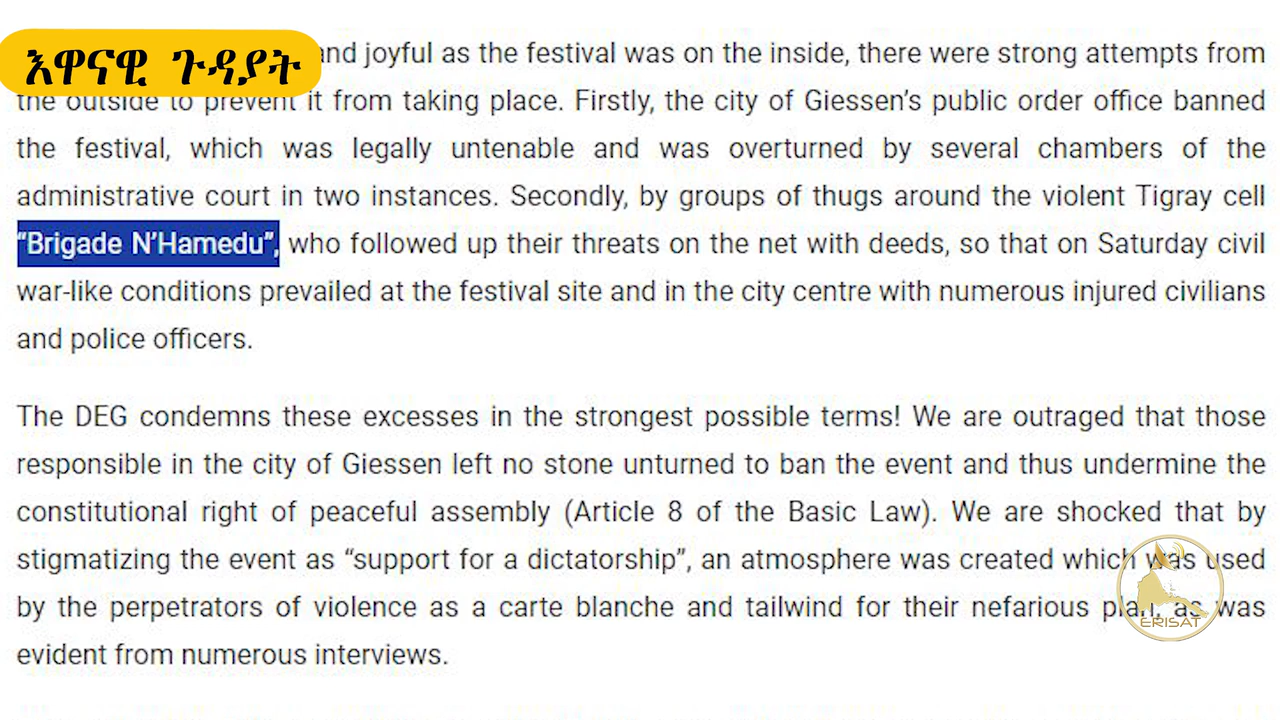 እዋናዊ ጉዳያት
and joyful as the festival was on the inside, there were strong attempts from
the outside to prevent it from taking place. Firstly, the city of Giessen’s public order office banned
the festival, which was legally untenable and was overturned by several chambers of the
administrative court in two instances. Secondly, by groups of thugs around the violent Tigray cell
“Brigade N’Hamedu”, who followed up their threats on the net with deeds, so that on Saturday civil
war-like conditions prevailed at the festival site and in the city centre with numerous injured civilians
and police officers.
The DEG condemns these excesses in the strongest possible terms! We are outraged that those
responsible in the city of Giessen left no stone unturned to ban the event and thus undermine the
constitutional right of peaceful assembly (Article 8 of the Basic Law). We are shocked that by
stigmatizing the event as “support for a dictatorship”, an atmosphere was created which was used
by the perpetrators of violence as a carte blanche and tailwind for their nefarious plan, as was
evident from numerous interviews.
ERISAT